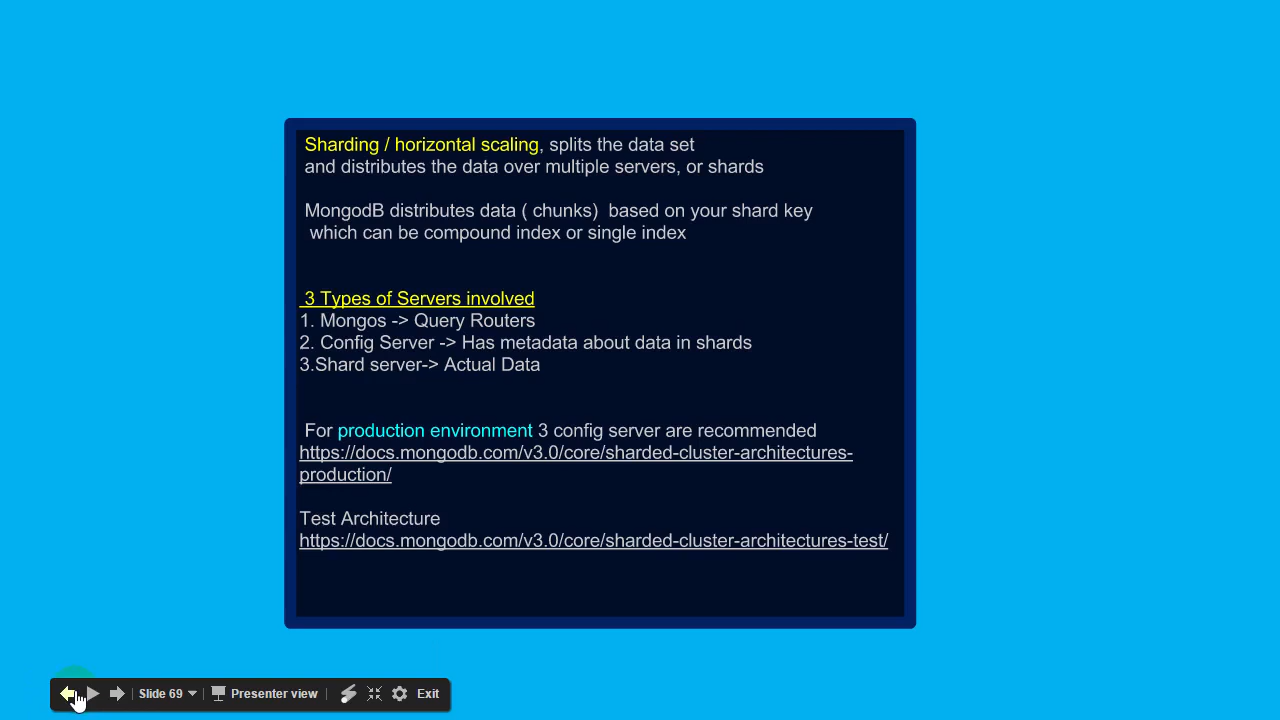 Sharding / horizontal scaling, splits the data set
and distributes the data over multiple servers, or shards
MongodB distributes data ( chunks)  based on your shard key
which can be compound index or single index
3 Types of Servers involved
1. Mongos -> Query Routers
2. Config Server -> Has metadata about data in shards
3.Shard server-> Actual Data
For production environment 3 config server are recommended
https://docs.mongodb.com/v3.0/core/sharded-cluster-architectures-
production/
Test Architecture
https://docs.mongodb.com/v3.0/core/sharded-cluster-architectures-test/
Slide 69 Presenter view Exit